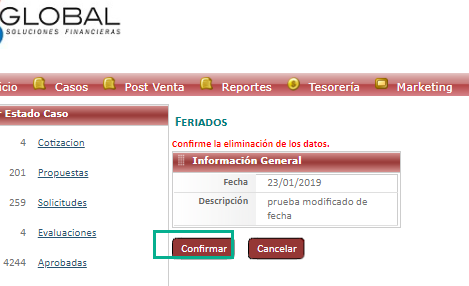 GLOBAL
SOLUCIONES FINANCIERAS
icio Casos Post Venta Reportes Tesorería Marketing
Estado Caso
4 Cotizacion
201 Propuestas
259 Solicitudes
4 Evaluaciones
4244 Aprobadas
FERIADOS
Confirme la eliminación de los datos.
Información General
Fecha 23/01/2019
Descripción prueba modificado de
fecha
Confirmar Cancelar